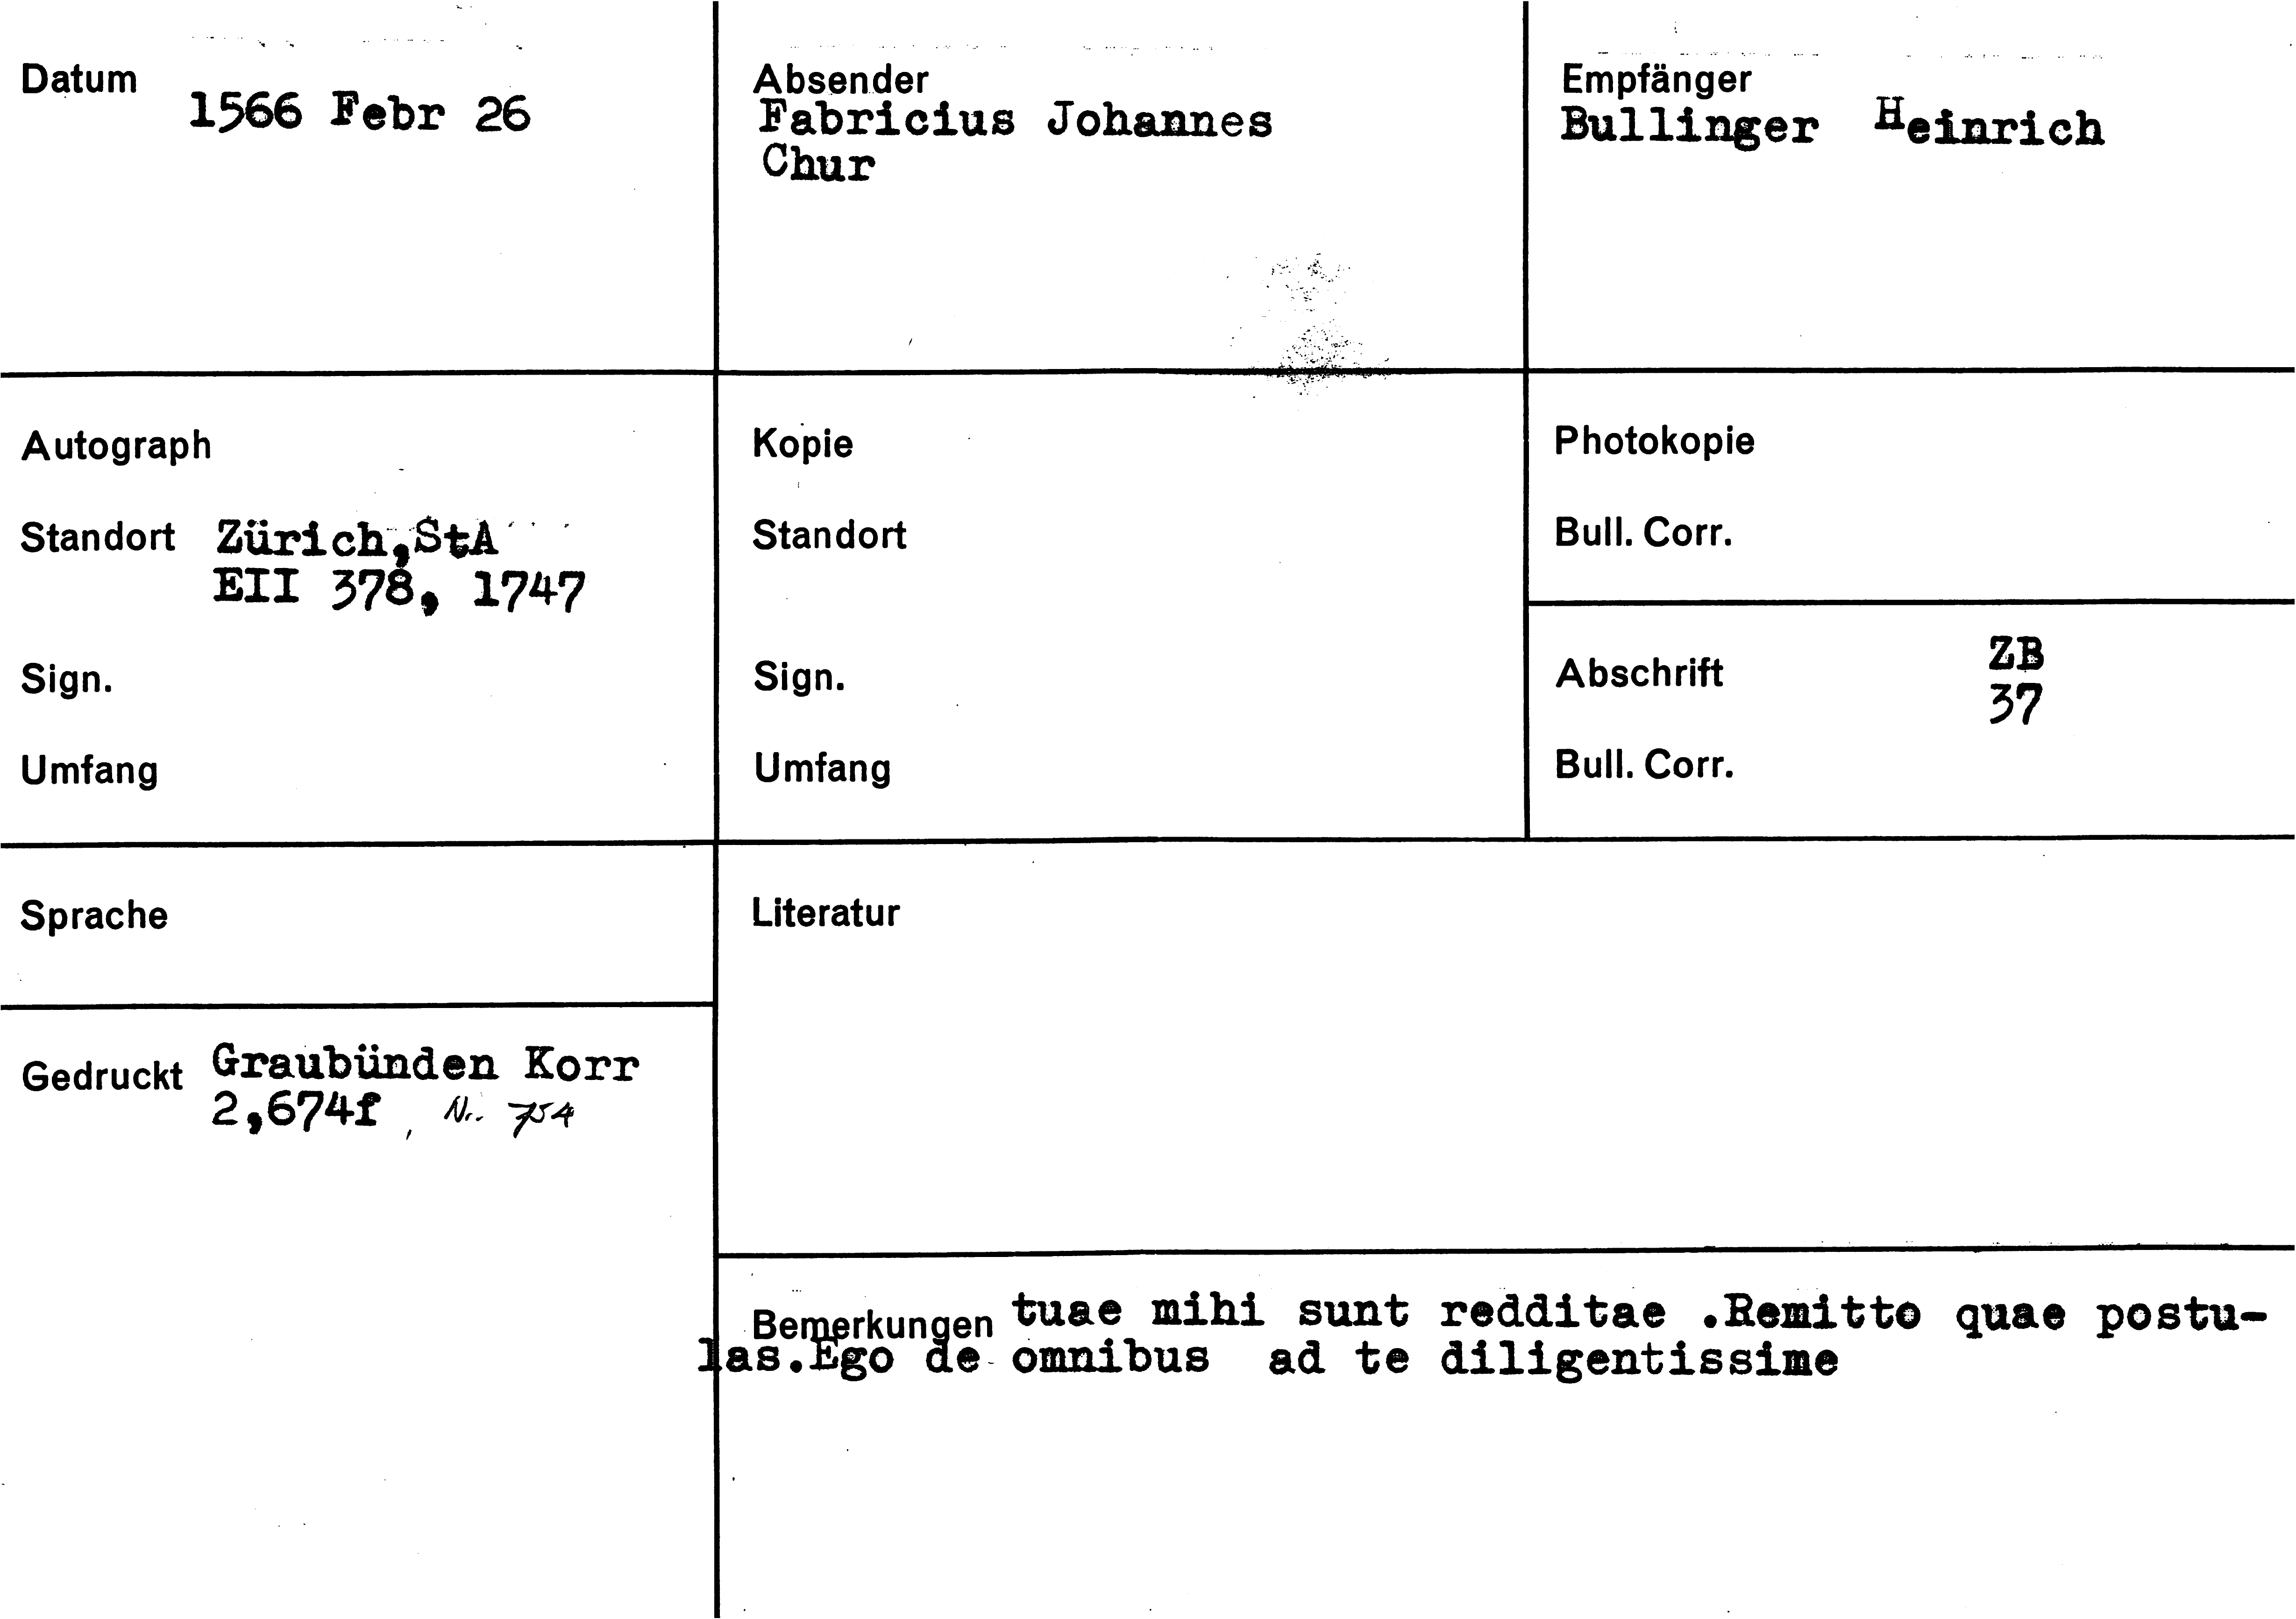 Datum
1566 Febr 26
Absender
Fabricius Johannes
Chur
Empfänger
Bullinger Heinrich
Autograph
Standort Zürich,StA
EII 378, 1747
Sign.
Umfang
Kopie
Standort
Sign.
Umfang
Photokopie
Bull. Corr.
Abschrift ZB
37
Bull. Corr.
Sprache
Literatur
Gedruckt Graubünden Korr
2,674f, Nr. 754
Bemerkungen tuae mihi sunt redditae .Remitto quae postu-
las.Ego de omnibus ad te diligentissime